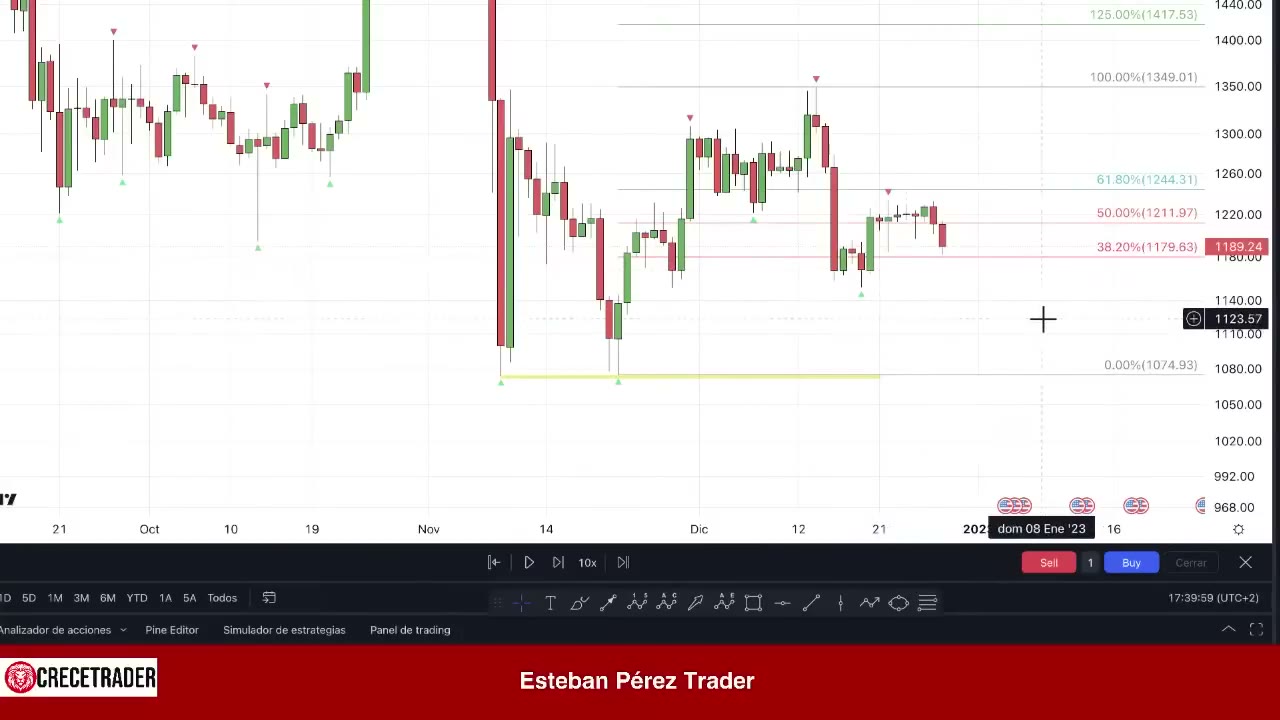 1440.00
125.00%(1417.53)
1400.00
100.00%(1349.01)
1350.00
1300.00
1260.00
61.80%(1244.31)
50.00%(1211.97)
1220.00
38.20%(1179.63)
1189.24
1180.00
1140.00
1123.57
1110.00
0.00%(1074.93)
1080.00
1050.00
1020.00
992.00
968.00
21
Oct
10
19
Nov
14
Dic
12
21
202
dom 08 Ene '23
16
10x
Sell
1
Buy
Cerrar
1D 5D 1M 3M 6M YTD 1A 5A Todos
17:39:59 (UTC+2)
Analizador de acciones
Pine Editor
Simulador de estrategias
Panel de trading
CRECETRADER
Esteban Pérez Trader